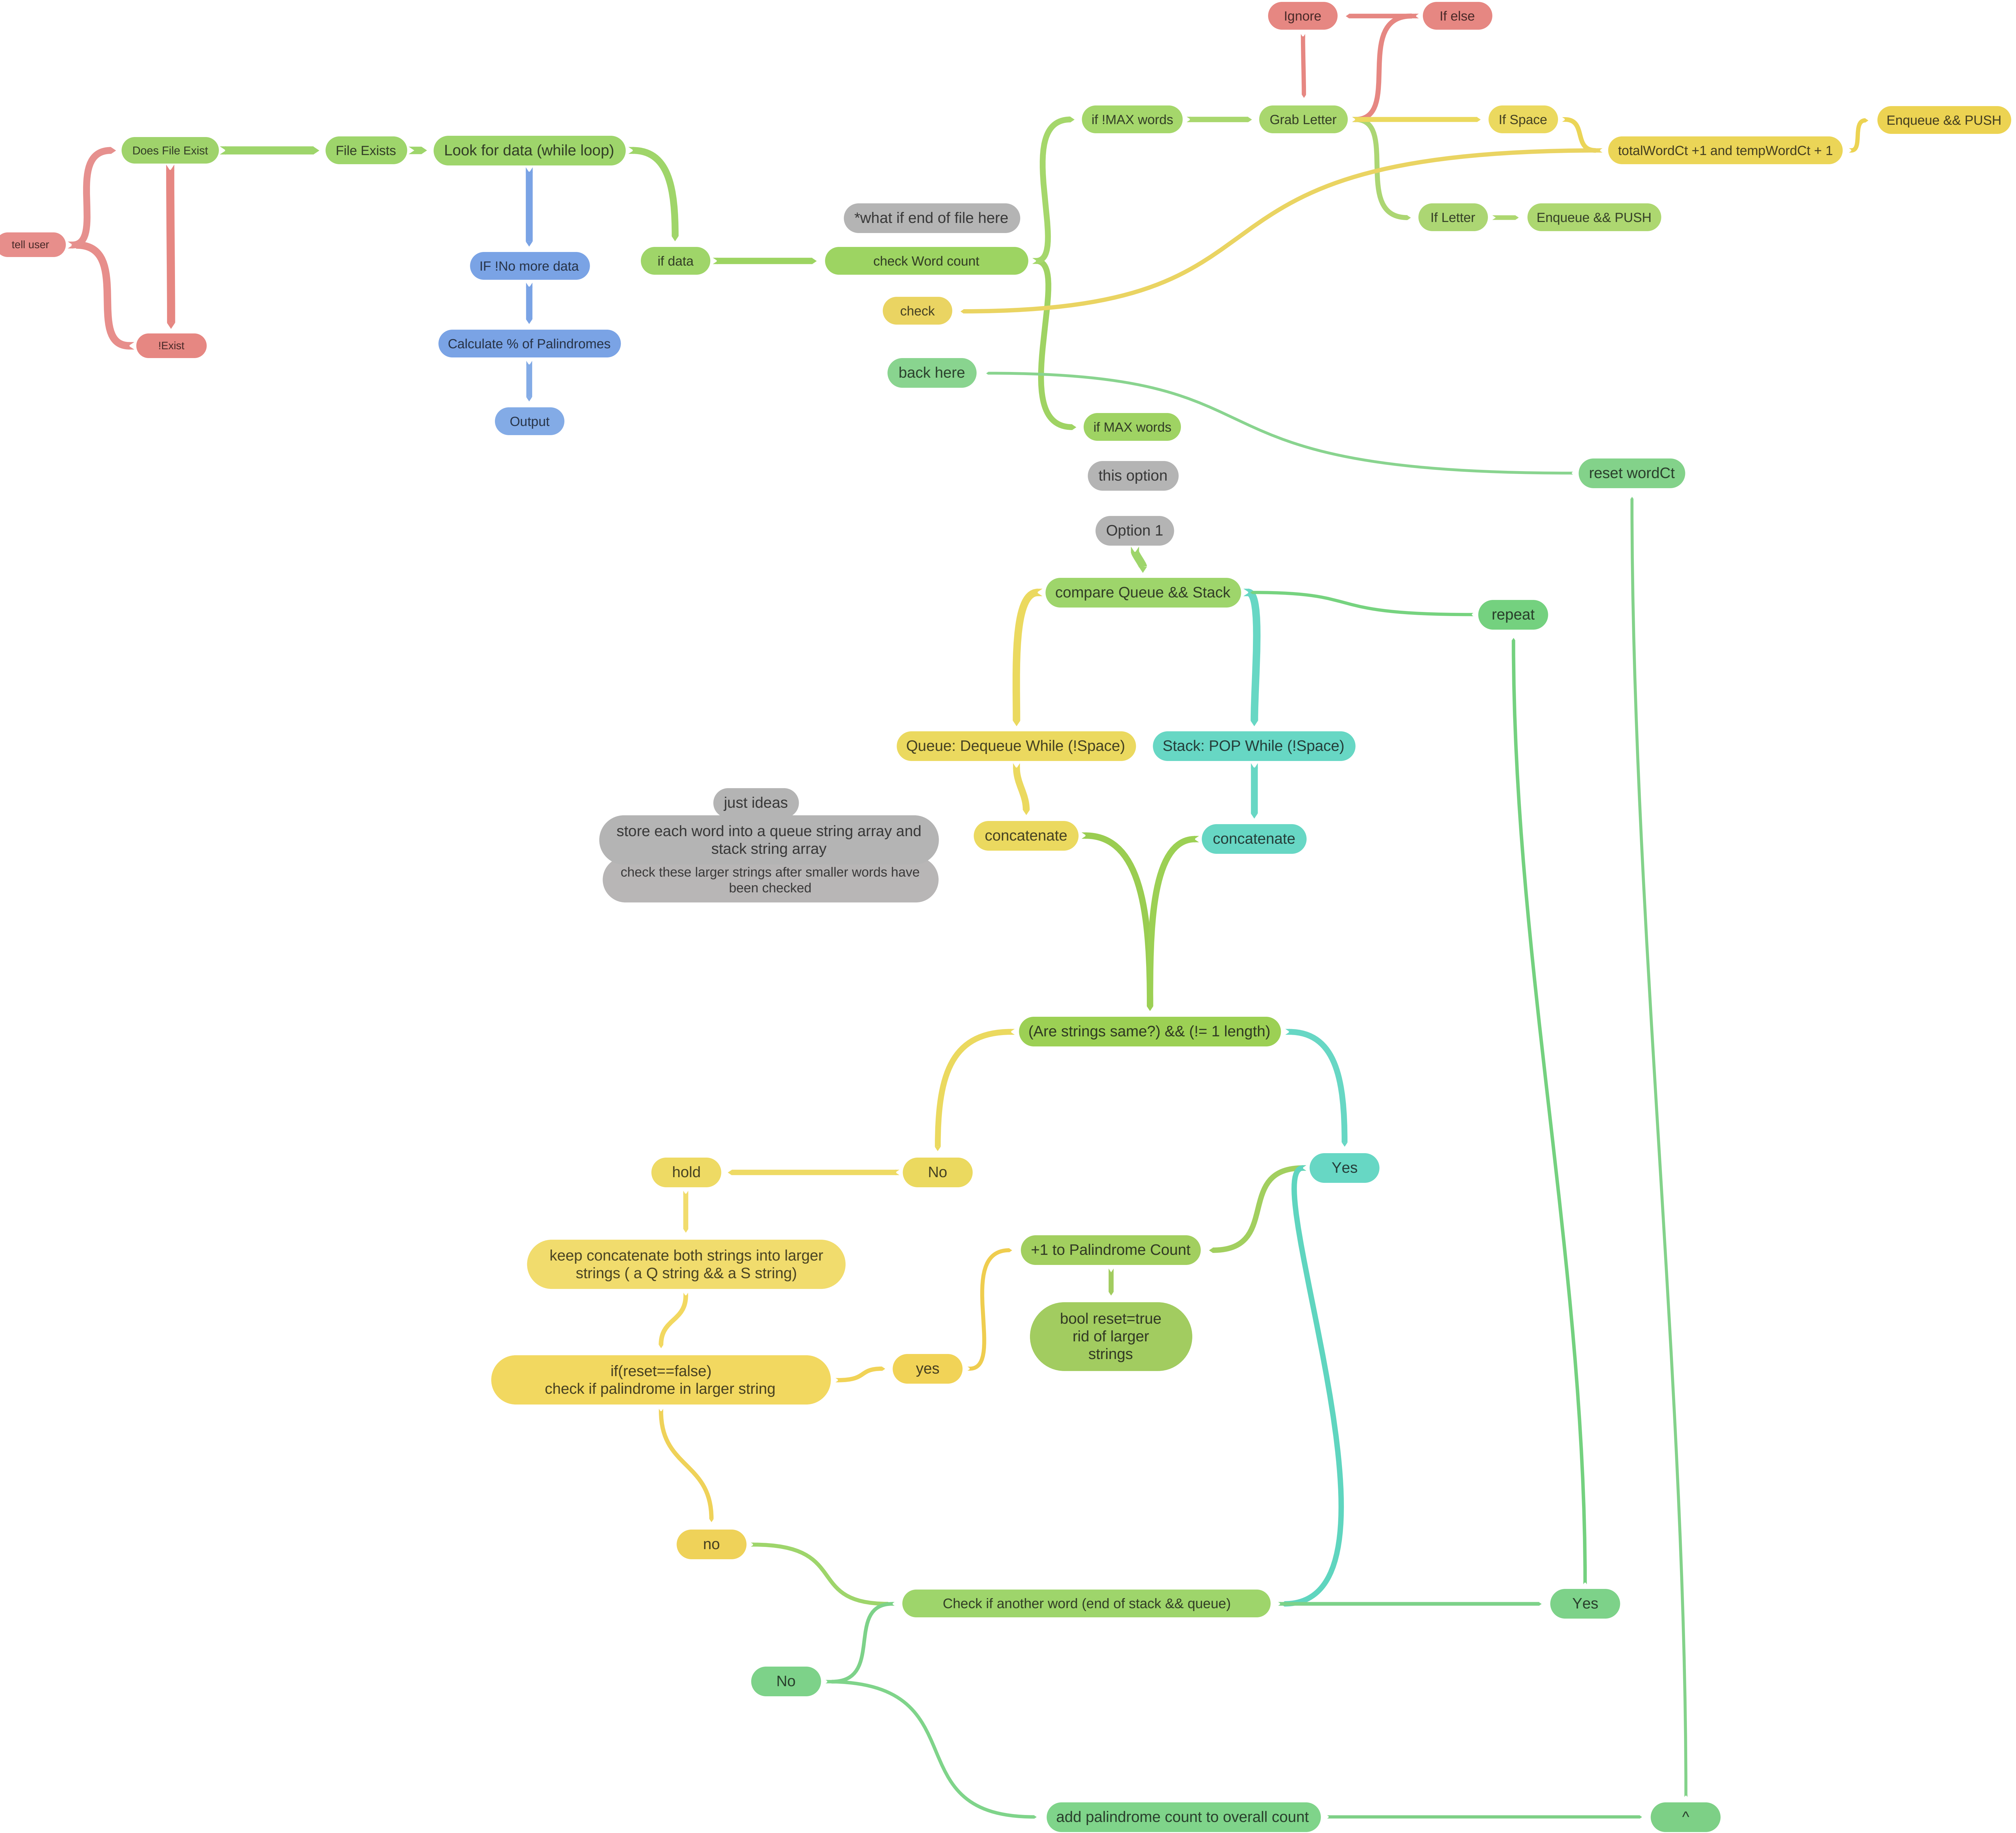 Ignore
If else
if !MAX words
Grab Letter
If Space
Enqueue && PUSH
Does File Exist
File Exists
Look for data (while loop)
totalWordCt +1 and tempWordCt + 1
*what if end of file here
If Letter
Enqueue && PUSH
tell user
IF !No more data
if data
check Word count
check
!Exist
Calculate % of Palindromes
back here
Output
if MAX words
this option
reset wordCt
Option 1
compare Queue && Stack
repeat
Queue: Dequeue While (!Space)
Stack: POP While (!Space)
just ideas
store each word into a queue string array and
stack string array
check these larger strings after smaller words have
been checked
concatenate
concatenate
(Are strings same?) && (!= 1 length)
hold
No
Yes
keep concatenate both strings into larger
strings ( a Q string && a S string)
+1 to Palindrome Count
bool reset=true
rid of larger
strings
if(reset==false)
check if palindrome in larger string
yes
no
Check if another word (end of stack && queue)
Yes
No
add palindrome count to overall count
^